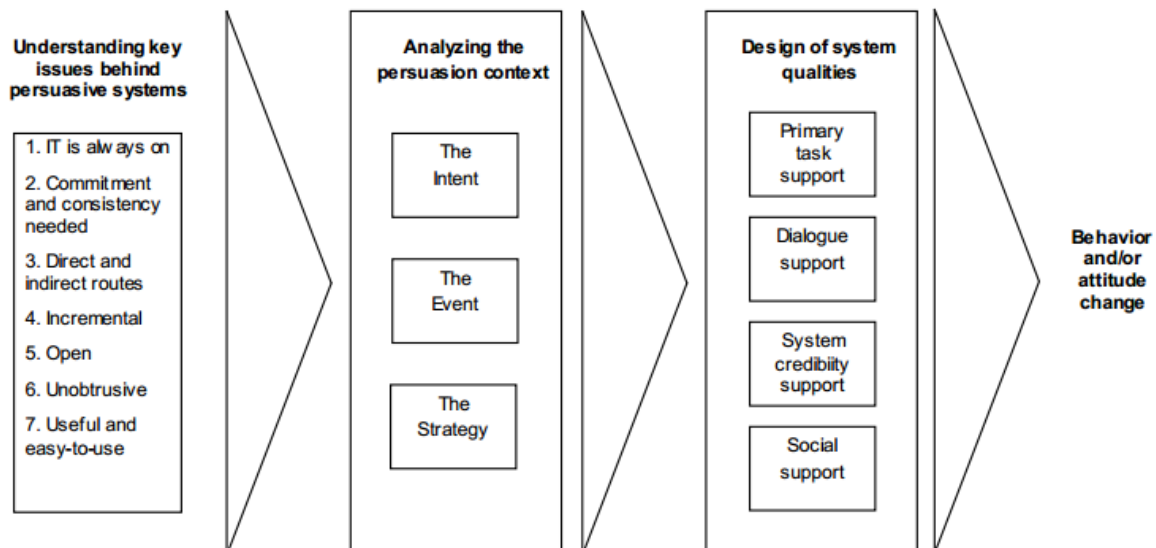 Understanding key
issues behind
persuasive systems
1. IT is always on
2. Commitment
and consistency
needed
3. Direct and
indirect routes
4. Incremental
5. Open
6. Unobtrusive
7. Useful and
easy-to-use
Analyzing the
persuasion context
The
Intent
The
Event
The
Strategy
Design of system
qualities
Primary
task
support
Dialogue
support
System
credibiity
support
Social
support
Behavior
and/or
attitude
change